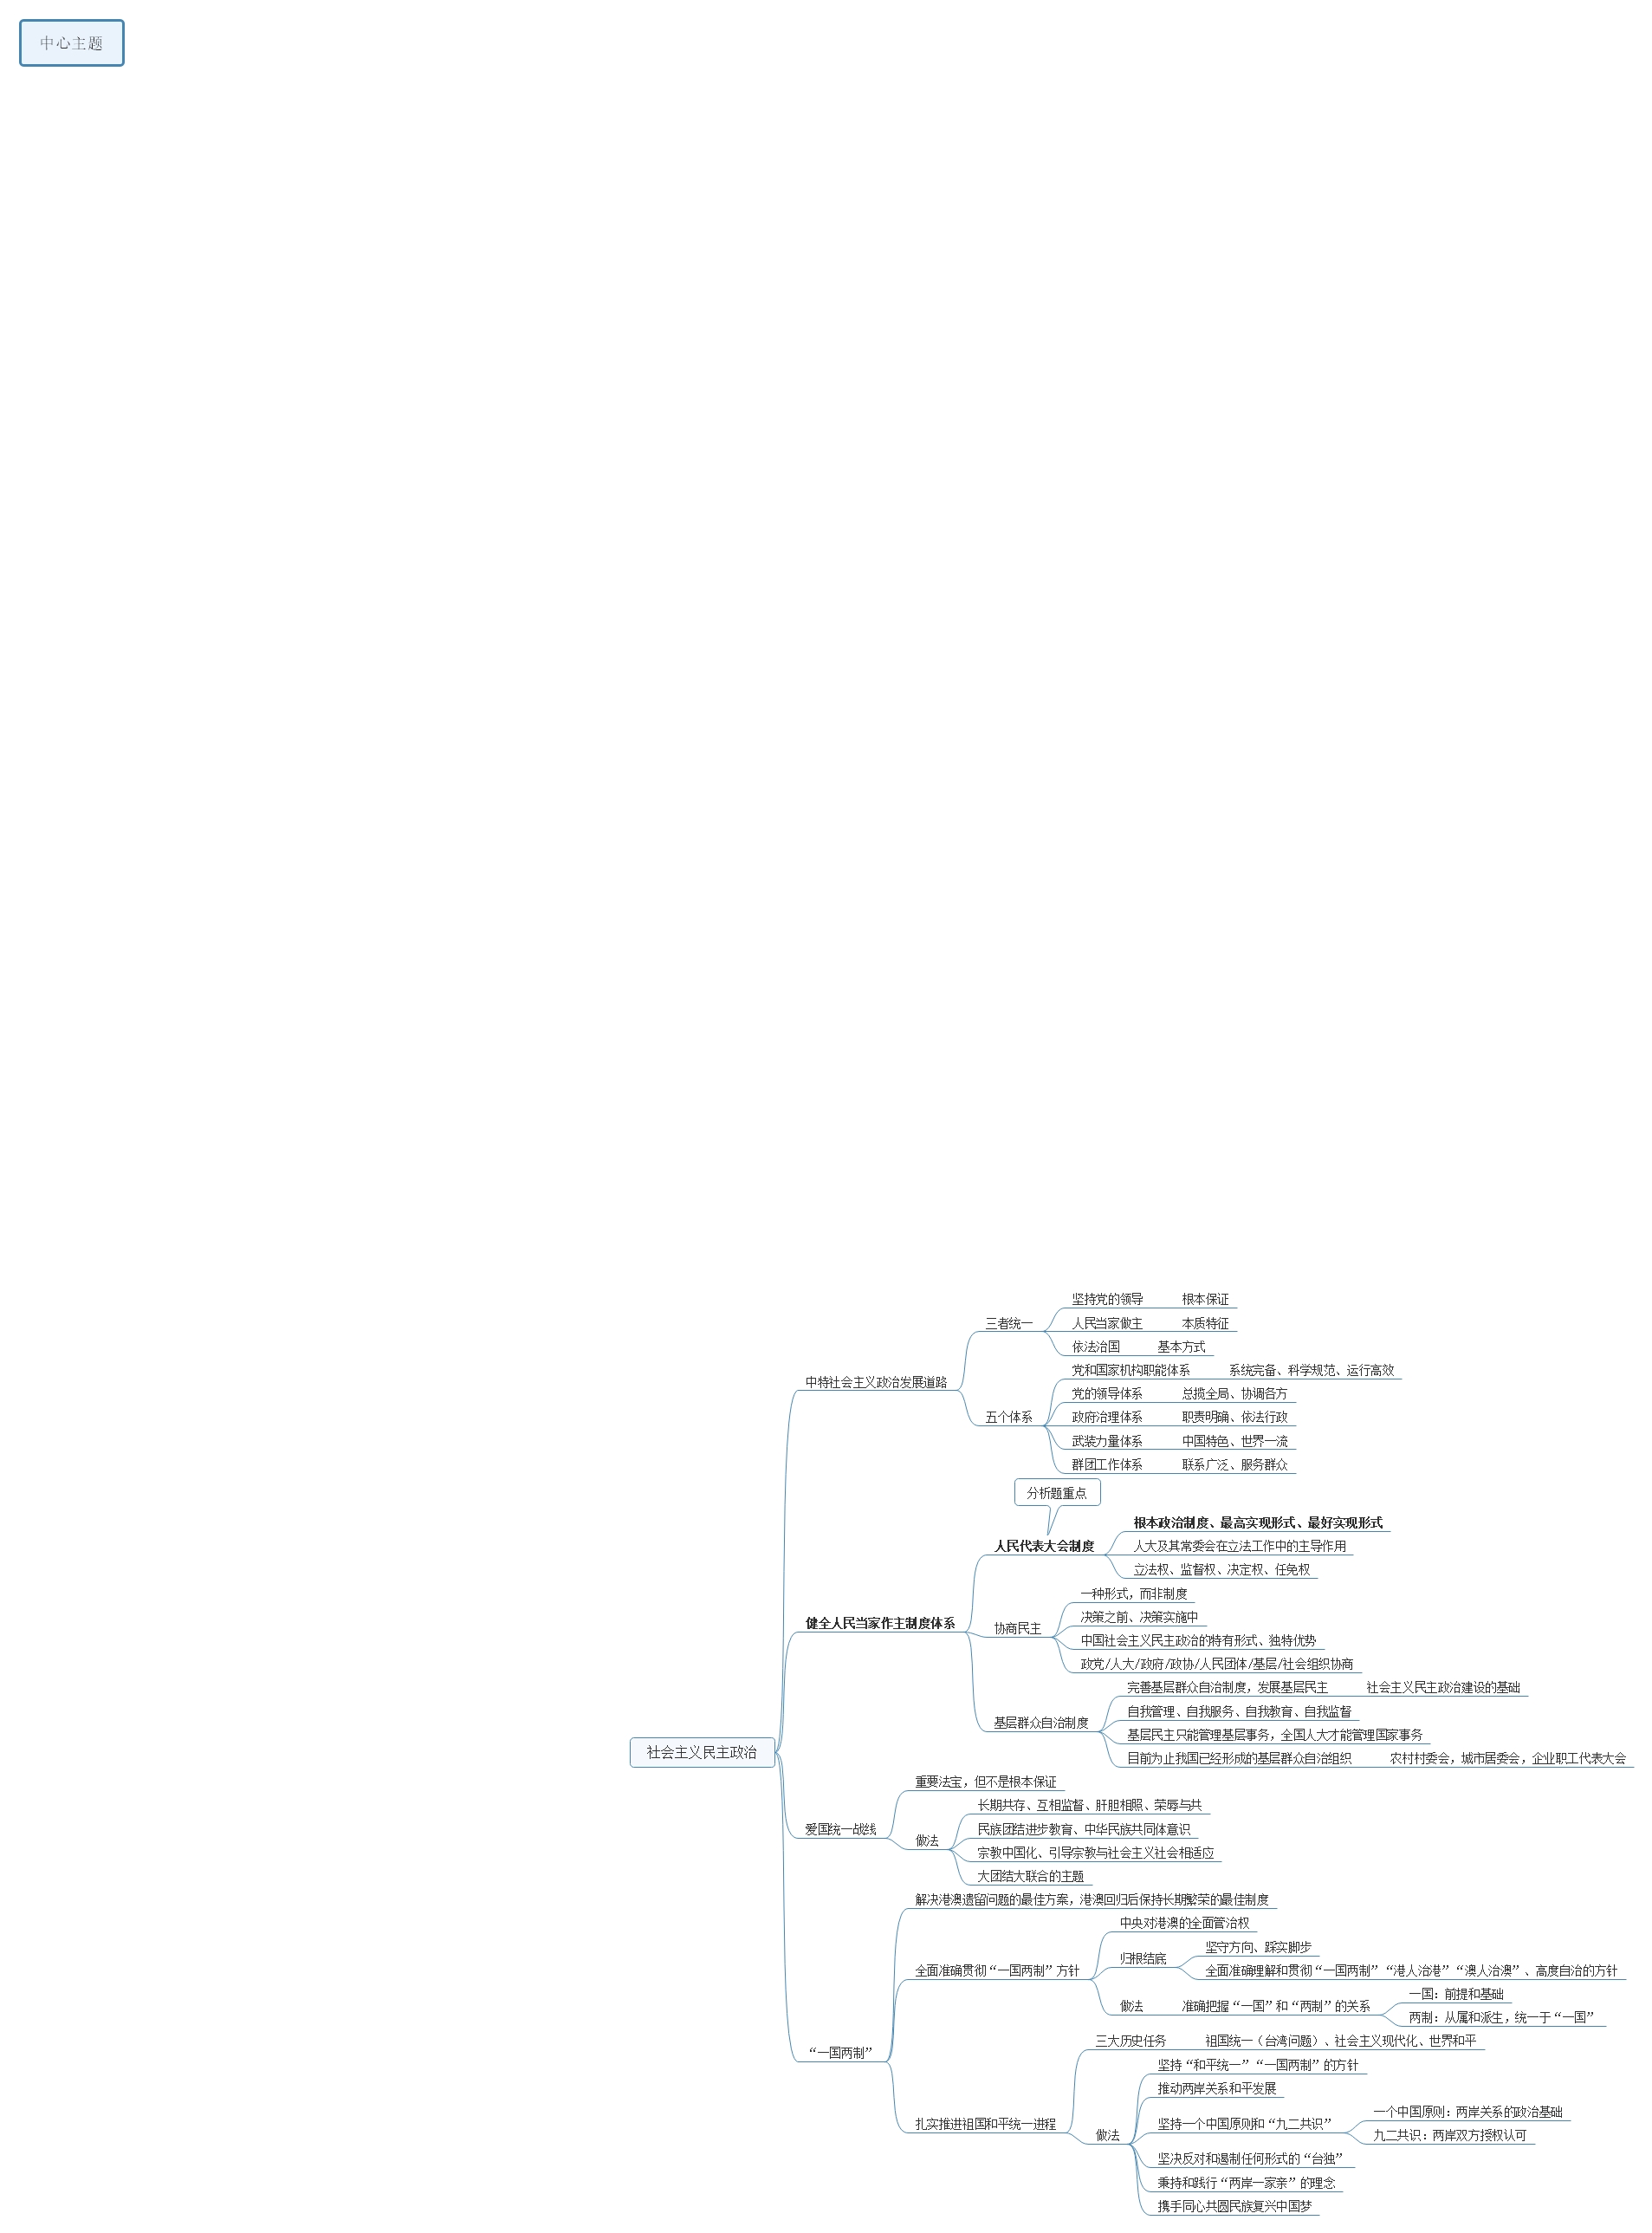 中心主题
坚持党的领导 根本保证
三者统一
人民当家做主 本质特征
依法治国 基本方式
党和国家机构职能体系 系统完备、科学规范、运行高效
中特社会主义政治发展道路
党的领导体系 总揽全局、协调各方
五个体系
政府治理体系 职责明确、依法行政
武装力量体系 中国特色、世界一流
群团工作体系 联系广泛、服务群众
分析题重点
根本政治制度、最高实现形式、最好实现形式
人民代表大会制度
人大及其常委会在立法工作中的主导作用
立法权、监督权、决定权、任免权
一种形式，而非制度
决策之前、决策实施中
健全人民当家作主制度体系
协商民主
中国社会主义民主政治的特有形式、独特优势
政党/人大/政府/政协/人民团体/基层/社会组织协商
完善基层群众自治制度，发展基层民主 社会主义民主政治建设的基础
自我管理、自我服务、自我教育、自我监督
基层群众自治制度
基层民主只能管理基层事务，全国人大才能管理国家事务
社会主义民主政治
目前为止我国已经形成的基层群众自治组织 农村村委会，城市居委会，企业职工代表大会
重要法宝，但不是根本保证
长期共存、互相监督、肝胆相照、荣辱与共
爱国统一战线
民族团结进步教育、中华民族共同体意识
做法
宗教中国化、引导宗教与社会主义社会相适应
大团结大联合的主题
解决港澳遗留问题的最佳方案，港澳回归后保持长期繁荣的最佳制度
中央对港澳的全面管治权
坚守方向、踩实脚步
归根结底
全面准确贯彻“一国两制”方针
全面准确理解和贯彻“一国两制”“港人治港”“澳人治澳”、高度自治的方针
一国：前提和基础
做法 准确把握“一国”和“两制”的关系
两制：从属和派生，统一于“一国”
三大历史任务 祖国统一（台湾问题）、社会主义现代化、世界和平
“一国两制”
坚持“和平统一”“一国两制”的方针
推动两岸关系和平发展
一个中国原则：两岸关系的政治基础
扎实推进祖国和平统一进程
坚持一个中国原则和“九二共识”
做法
九二共识：两岸双方授权认可
坚决反对和遏制任何形式的“台独”
秉持和践行“两岸一家亲”的理念
携手同心共圆民族复兴中国梦